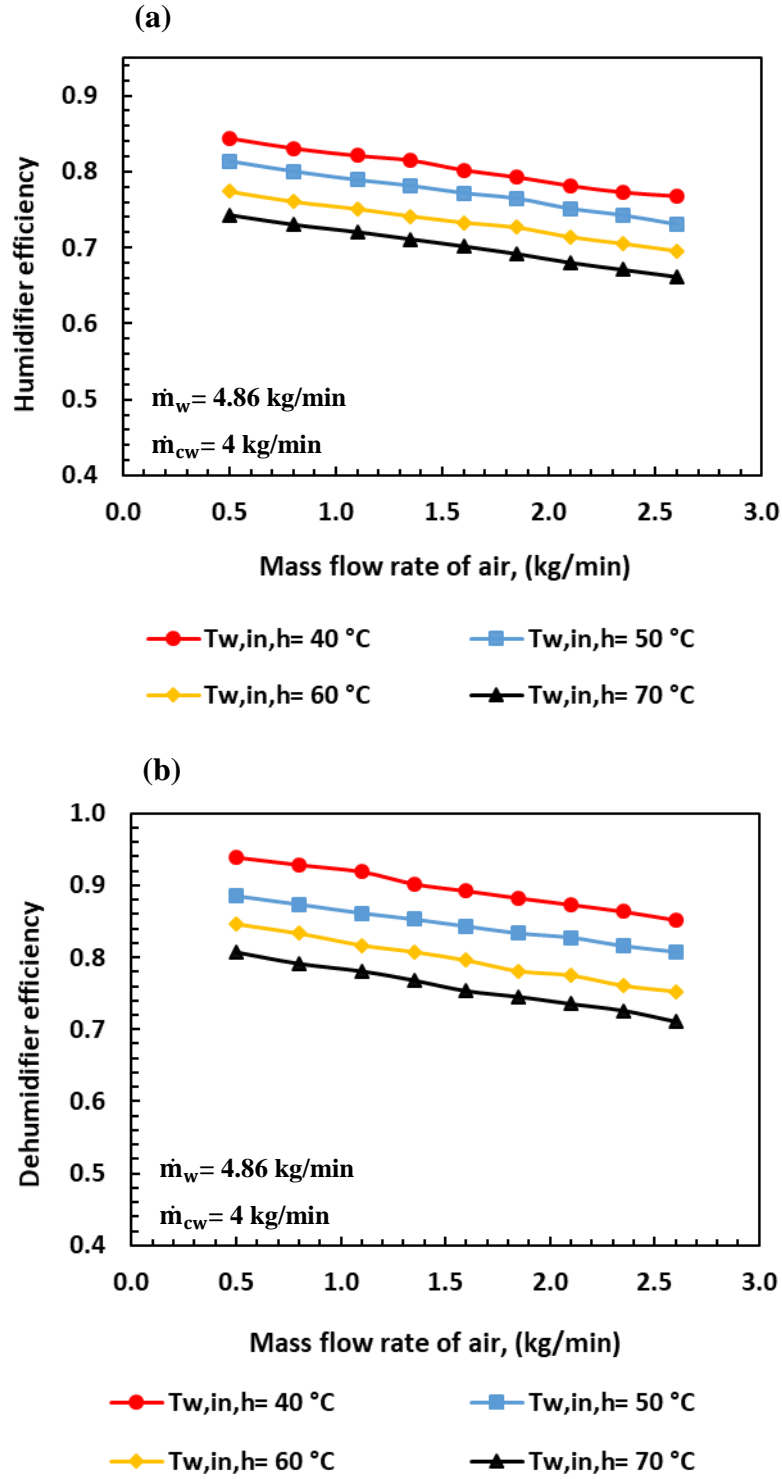 (a)
Humidifier efficiency
0.9
0.8
0.7
0.6
0.5
0.4
ṁw= 4.86 kg/min
ṁcw= 4 kg/min
0.0 0.5 1.0 1.5 2.0 2.5 3.0
Mass flow rate of air, (kg/min)
Tw,in,h= 40 °C Tw,in,h= 50 °C
Tw,in,h= 60 °C Tw,in,h= 70 °C
(b)
Dehumidifier efficiency
1.0
0.9
0.8
0.7
0.6
0.5
0.4
ṁw= 4.86 kg/min
ṁcw= 4 kg/min
0.0 0.5 1.0 1.5 2.0 2.5 3.0
Mass flow rate of air, (kg/min)
Tw,in,h= 40 °C Tw,in,h= 50 °C
Tw,in,h= 60 °C Tw,in,h= 70 °C